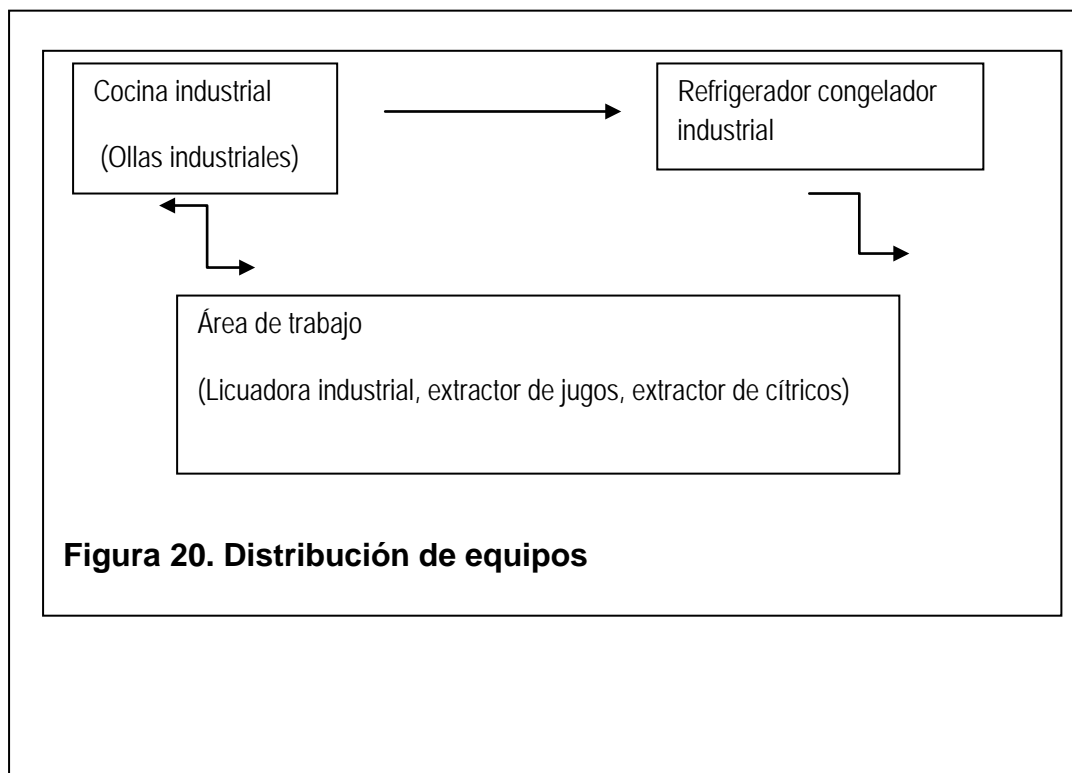 Cocina industrial
(Ollas industriales)
Refrigerador congelador
industrial
Área de trabajo
(Licuadora industrial, extractor de jugos, extractor de cítricos)
Figura 20. Distribución de equipos